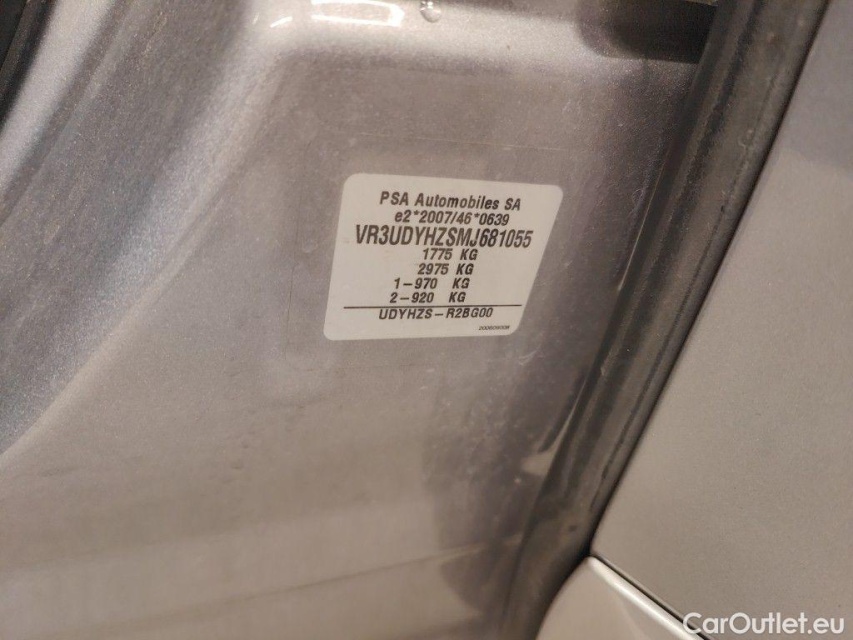 PSA Automobiles SA
e2*2007/46*0639
VR3UDYHZSMJ681055
1775 KG
2975 KG
1-970 KG
2-920 KG
UDYHZS-R2BG00
CarOutlet.eu